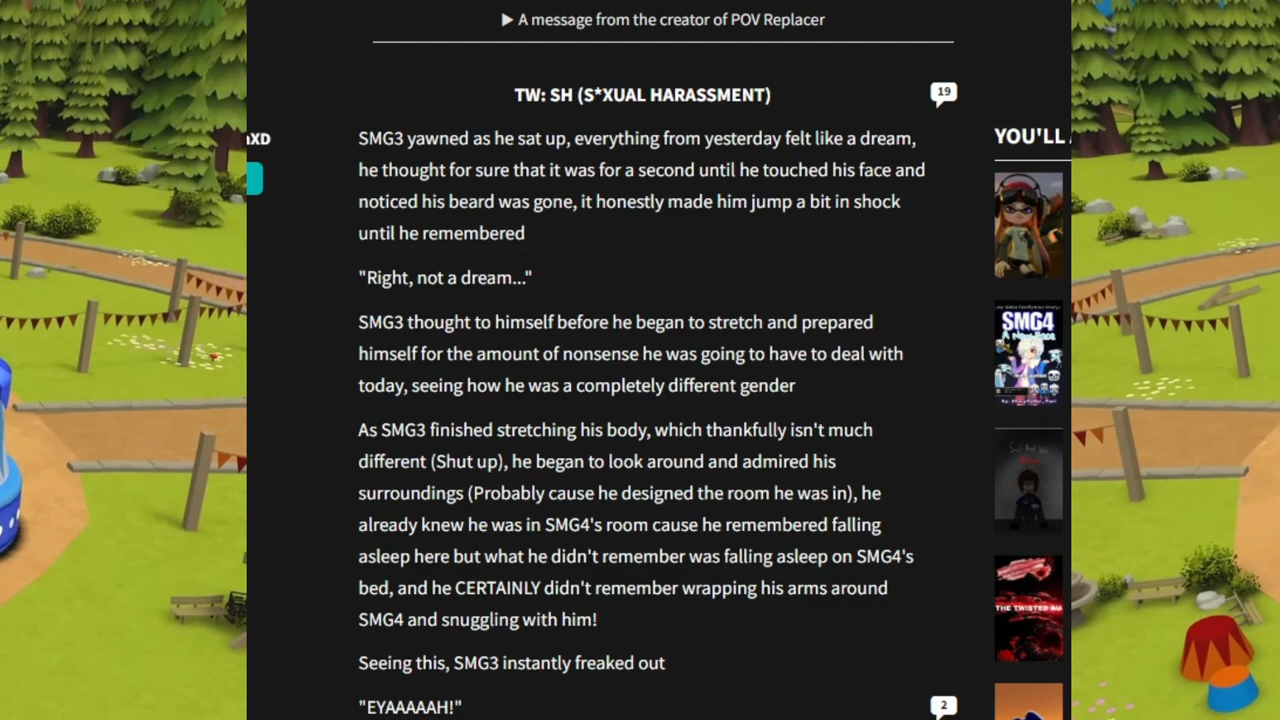 ▶ A message from the creator of POV Replacer
TW: SH (S*XUAL HARASSMENT)
19
SMG3 yawned as he sat up, everything from yesterday felt like a dream,
he thought for sure that it was for a second until he touched his face and
noticed his beard was gone, it honestly made him jump a bit in shock
until he remembered
"Right, not a dream..."
SMG3 thought to himself before he began to stretch and prepared
himself for the amount of nonsense he was going to have to deal with
today, seeing how he was a completely different gender
As SMG3 finished stretching his body, which thankfully isn't much
different (Shut up), he began to look around and admired his
surroundings (Probably cause he designed the room he was in), he
already knew he was in SMG4's room cause he remembered falling
asleep here but what he didn't remember was falling asleep on SMG4's
bed, and he CERTAINLY didn't remember wrapping his arms around
SMG4 and snuggling with him!
Seeing this, SMG3 instantly freaked out
"EYAAAAAH!"
2
XD
YOU'LL
SMG4
THE TWISTED AU